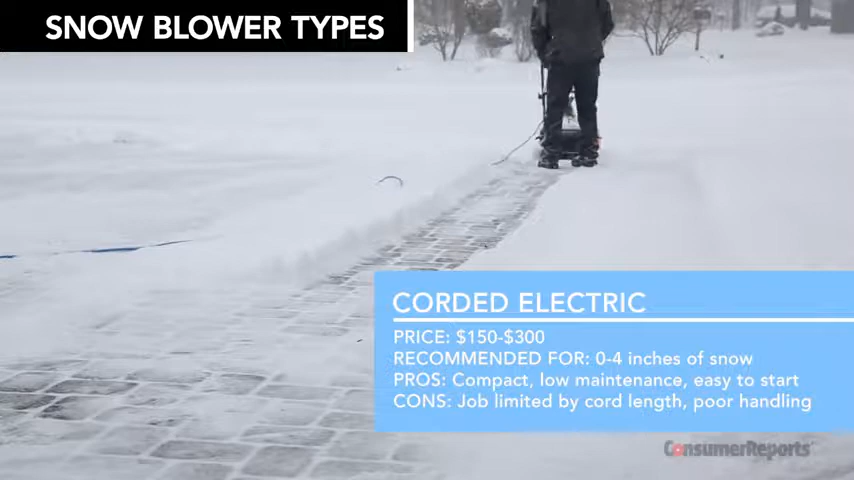 SNOW BLOWER TYPES
CORDED ELECTRIC
PRICE: $150-$300
RECOMMENDED FOR: 0-4 inches of snow
PROS: Compact, low maintenance, easy to start
CONS: Job limited by cord length, poor handling
ConsumerReports